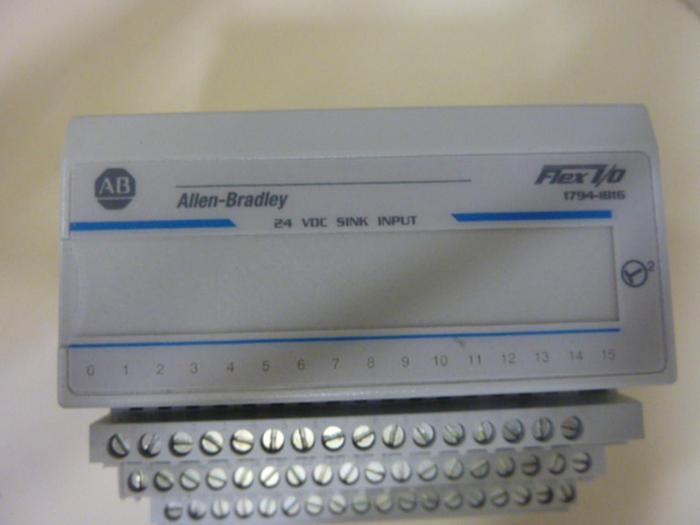 AB
Allen-Bradley
Flex I/O
1794-IB16
24 VDC SINK INPUT
2
0 1 2 3 4 5 6 7 8 9 10 11 12 13 14 15